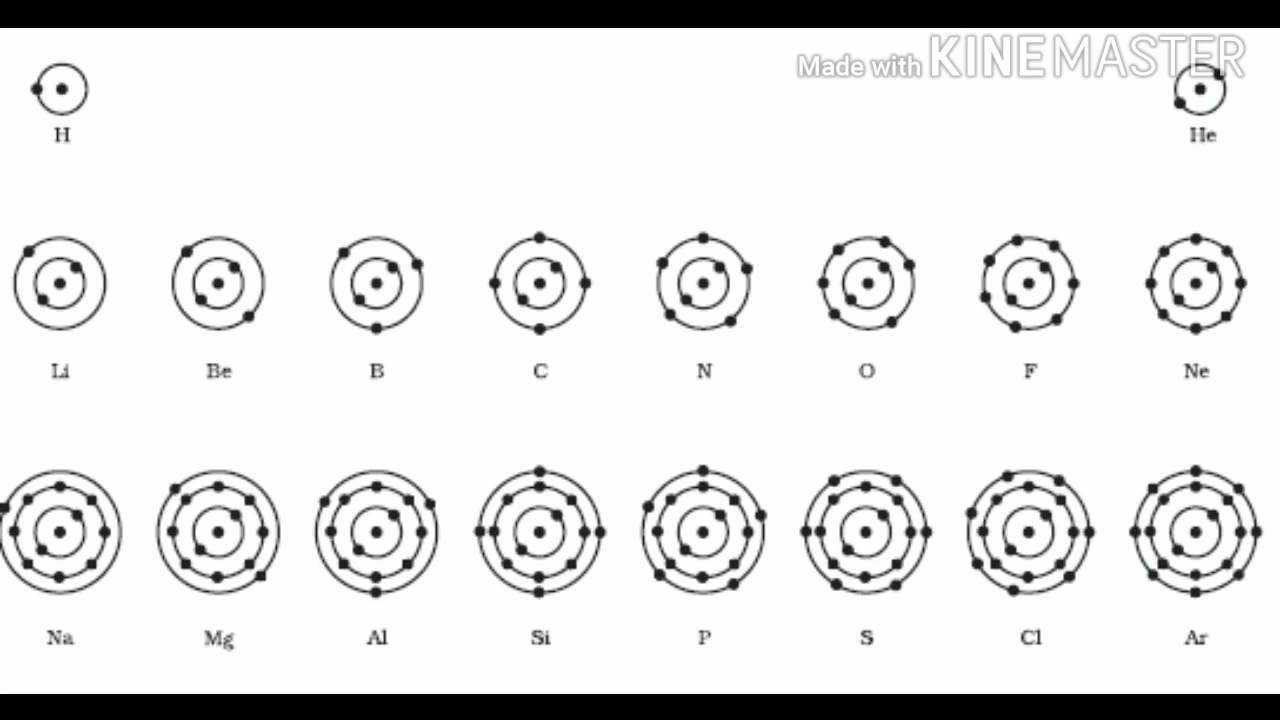 Made with KINEMASTER
H He
Li Be B C N O F Ne
Na Mg Al Si P S Cl Ar